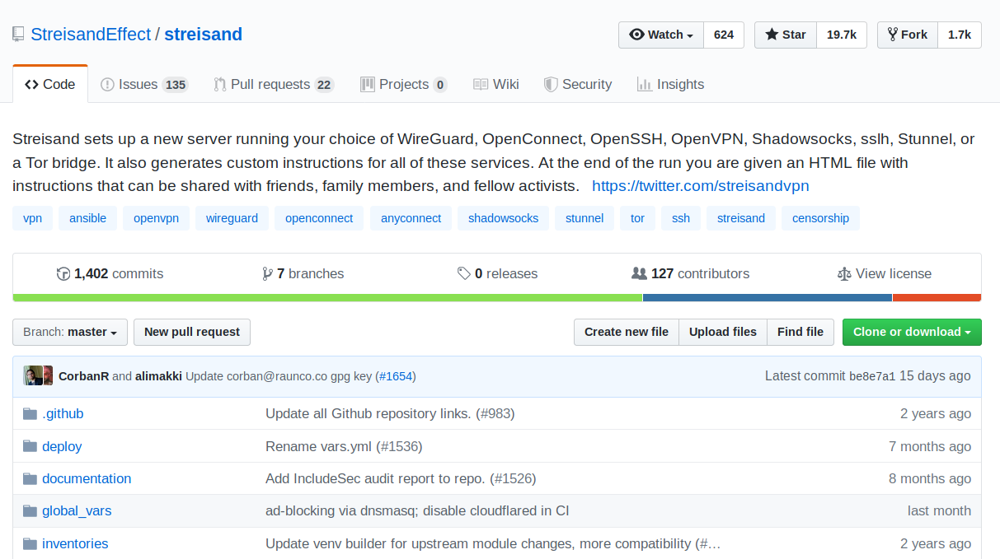 StreisandEffect / streisand
Watch 624 Star 19.7k Fork 1.7k
Code Issues 135 Pull requests 22 Projects 0 Wiki Security Insights
Streisand sets up a new server running your choice of WireGuard, OpenConnect, OpenSSH, OpenVPN, Shadowsocks, sslh, Stunnel, or
a Tor bridge. It also generates custom instructions for all of these services. At the end of the run you are given an HTML file with
instructions that can be shared with friends, family members, and fellow activists. https://twitter.com/streisandvpn
vpn ansible openvpn wireguard openconnect anyconnect shadowsocks stunnel tor ssh streisand censorship
1,402 commits 7 branches 0 releases 127 contributors View license
Branch: master New pull request Create new file Upload files Find file Clone or download
CorbanR and alimakki Update corban@raunco.co gpg key (#1654) Latest commit be8e7a1 15 days ago
.github Update all Github repository links. (#983) 2 years ago
deploy Rename vars.yml (#1536) 7 months ago
documentation Add IncludeSec audit report to repo. (#1526) 8 months ago
global_vars ad-blocking via dnsmasq; disable cloudflared in CI last month
inventories Update venv builder for upstream module changes, more compatibility (#… 2 years ago